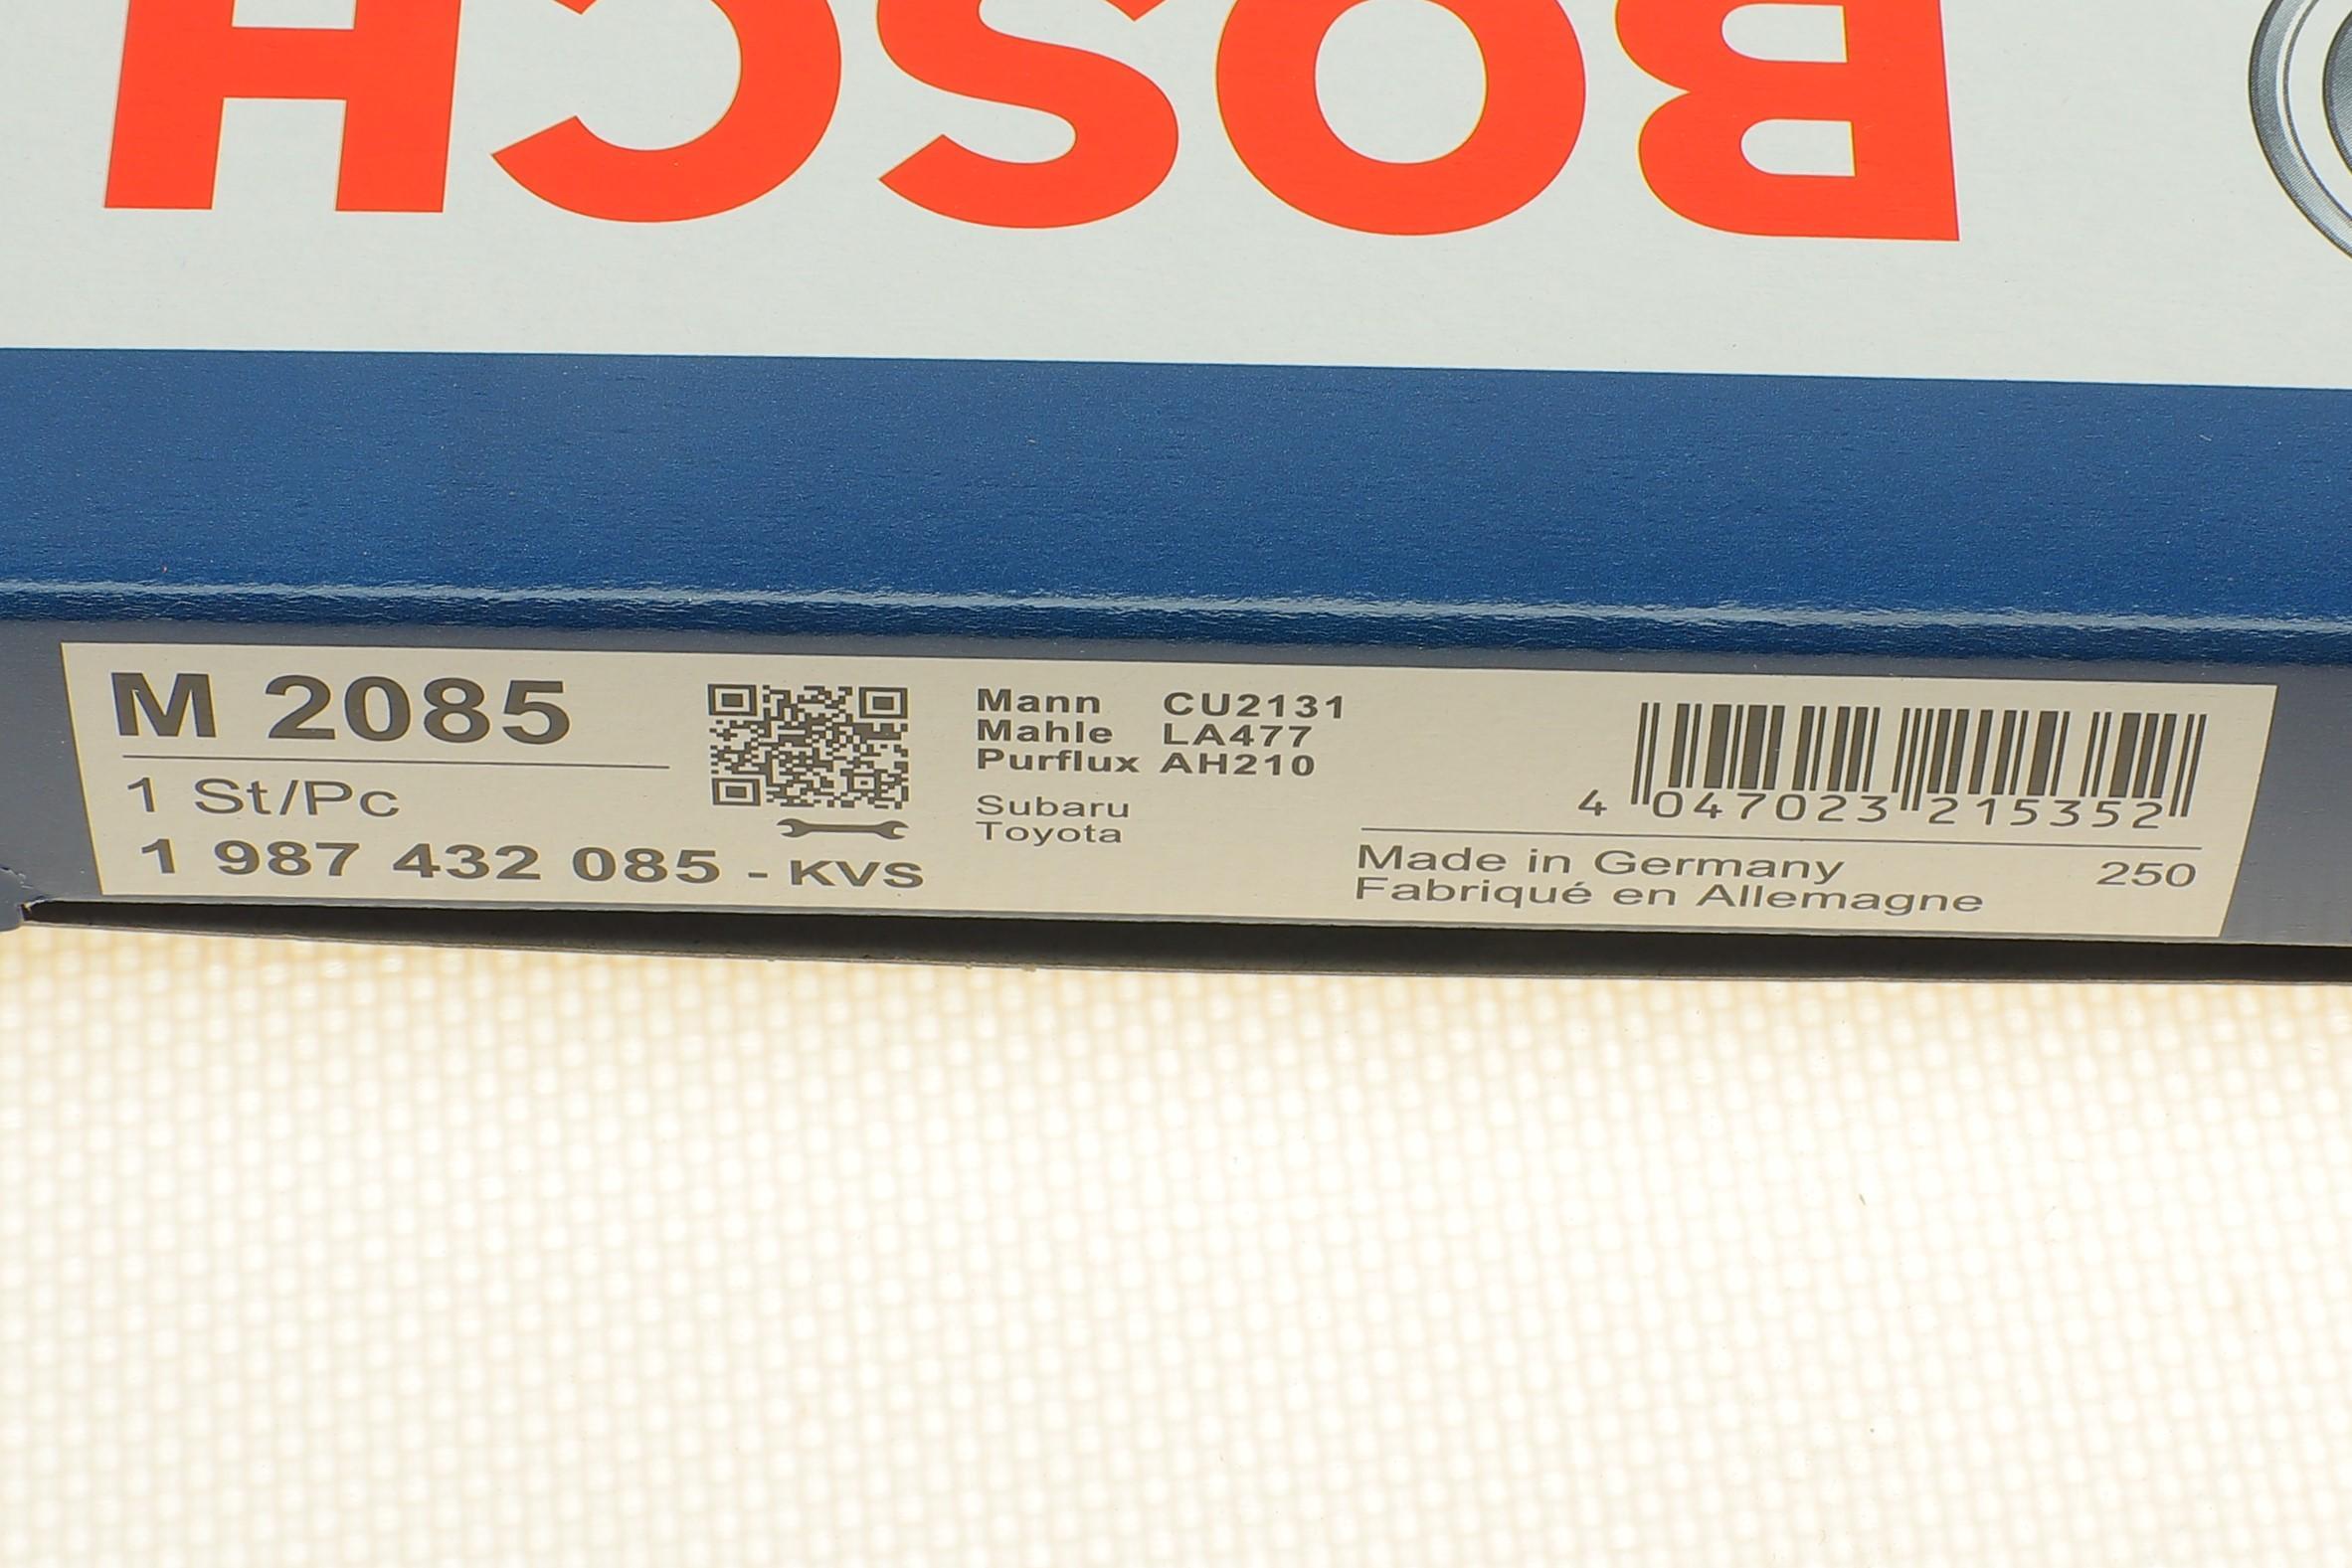 BOSCH
M 2085
1 St/Pc
1 987 432 085 - KVS
Mann CU2131
Mahle LA477
Purflux AH210
Subaru
Toyota
4 047023 215352
Made in Germany 250
Fabriqué en Allemagne